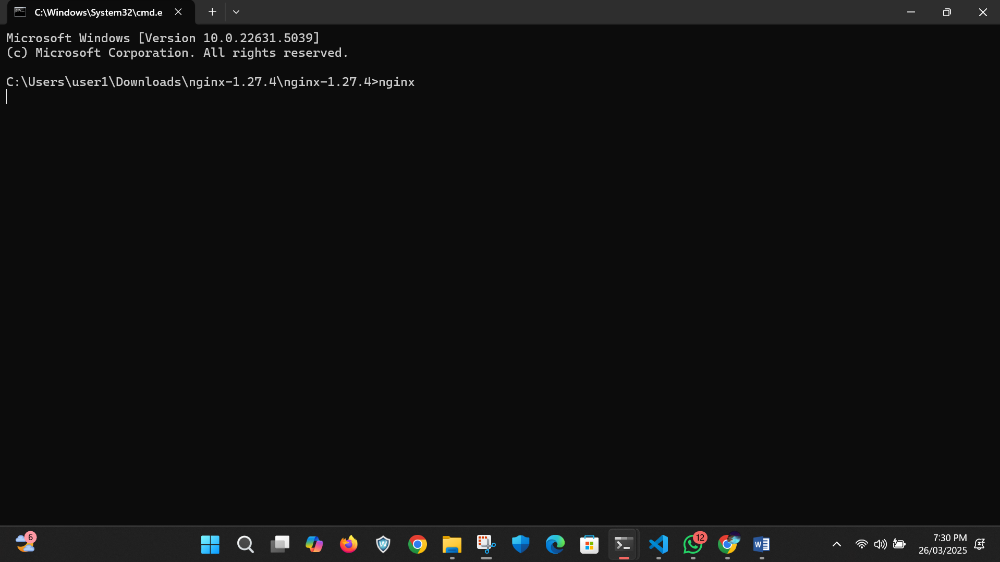 C:\Windows\System32\cmd.e
Microsoft Windows [Version 10.0.22631.5039]
(c) Microsoft Corporation. All rights reserved.
C:\Users\user1\Downloads\nginx-1.27.4\nginx-1.27.4>nginx
6
W
12
W
7:30 PM
26/03/2025